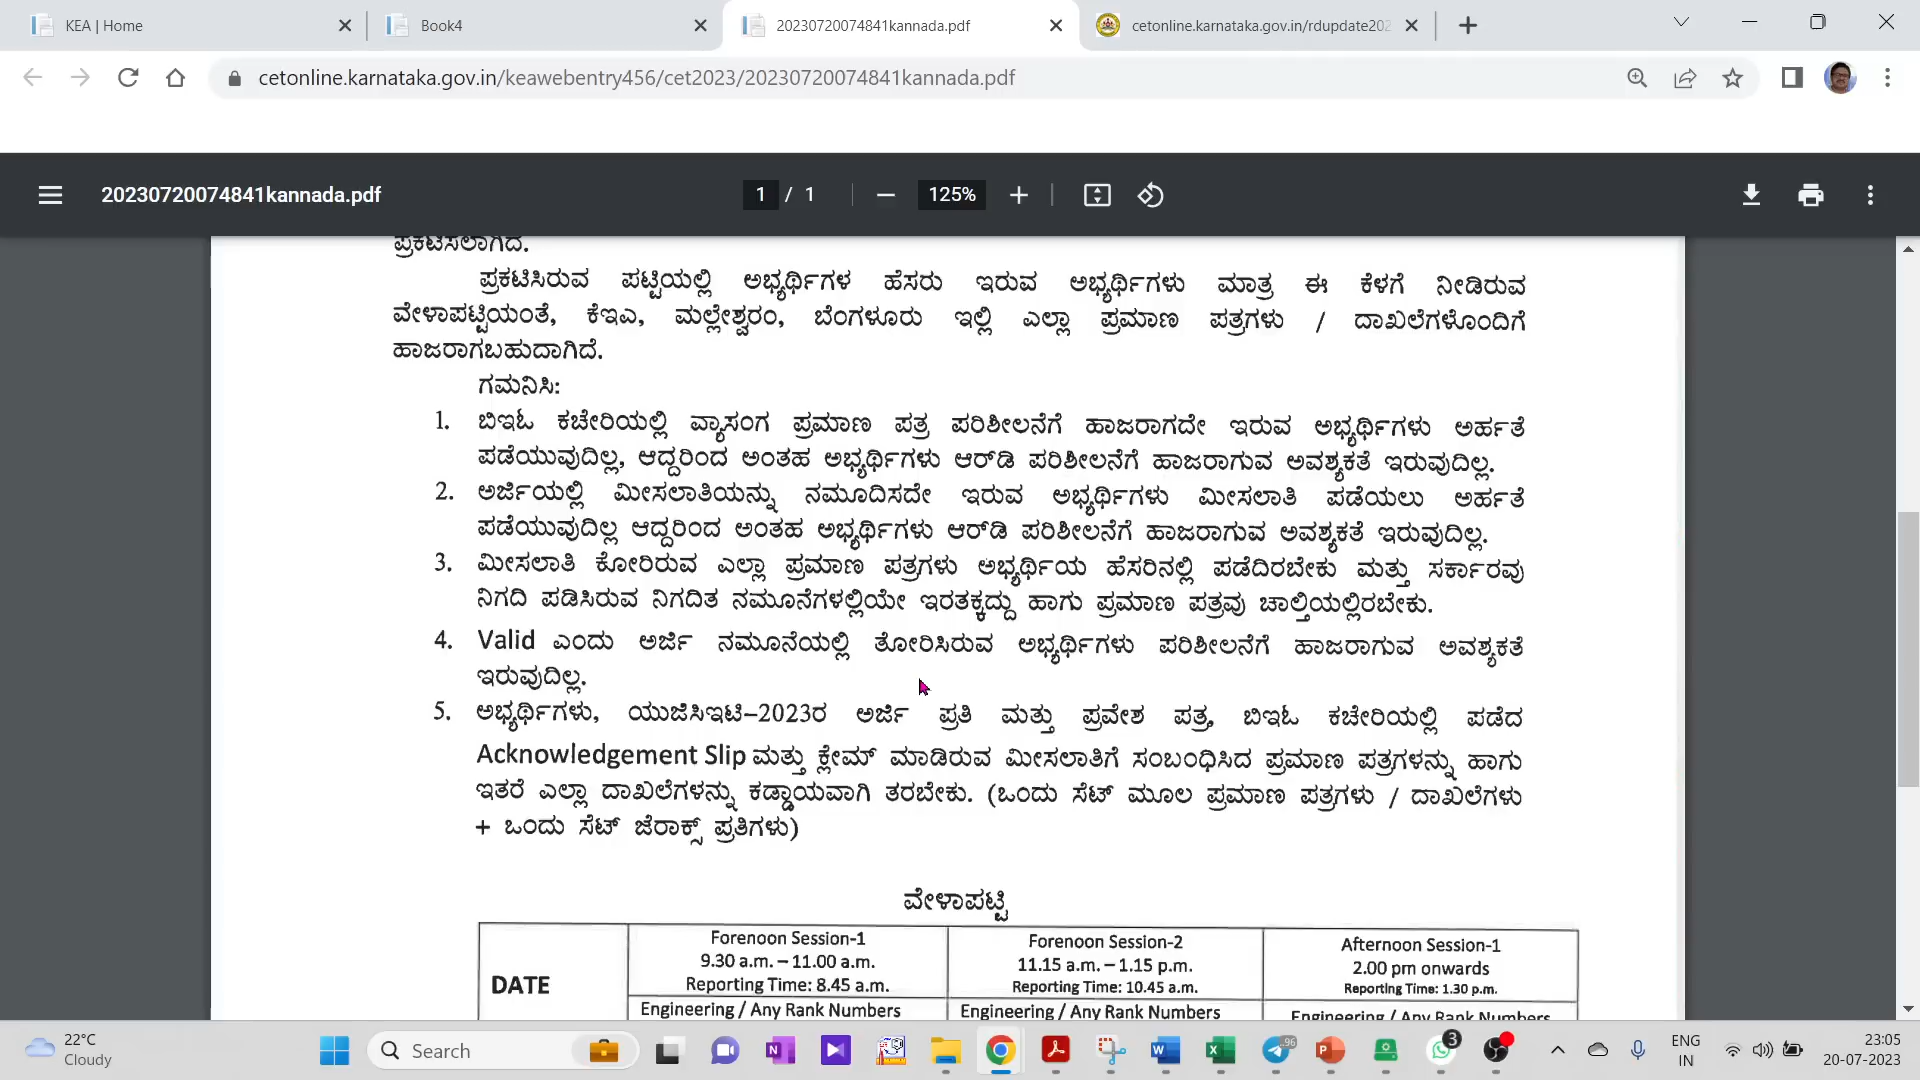 KEA | Home
Book4
20230720074841kannada.pdf
cetonline.karnataka.gov.in/rdupdate202
cetonline.karnataka.gov.in/keawebentry456/cet2023/20230720074841kannada.pdf
20230720074841kannada.pdf
1 / 1
125%
ಪ್ರಕಟಿಸಲಾಗಿದೆ.
ಪ್ರಕಟಿಸಿರುವ ಪಟ್ಟಿಯಲ್ಲಿ ಅಭ್ಯರ್ಥಿಗಳ ಹೆಸರು ಇರುವ ಅಭ್ಯರ್ಥಿಗಳು ಮಾತ್ರ ಈ ಕೆಳಗೆ ನೀಡಿರುವ
ವೇಳಾಪಟ್ಟಿಯಂತೆ, ಕೆಇಎ, ಮಲ್ಲೇಶ್ವರಂ, ಬೆಂಗಳೂರು ಇಲ್ಲಿ ಎಲ್ಲಾ ಪ್ರಮಾಣ ಪತ್ರಗಳು / ದಾಖಲೆಗಳೊಂದಿಗೆ
ಹಾಜರಾಗಬಹುದಾಗಿದೆ.
ಗಮನಿಸಿ:
1. ಬಿಇಓ ಕಚೇರಿಯಲ್ಲಿ ವ್ಯಾಸಂಗ ಪ್ರಮಾಣ ಪತ್ರ ಪರಿಶೀಲನೆಗೆ ಹಾಜರಾಗದೇ ಇರುವ ಅಭ್ಯರ್ಥಿಗಳು ಅರ್ಹತೆ
ಪಡೆಯುವುದಿಲ್ಲ, ಆದ್ದರಿಂದ ಅಂತಹ ಅಭ್ಯರ್ಥಿಗಳು ಆರ್‌ಡಿ ಪರಿಶೀಲನೆಗೆ ಹಾಜರಾಗುವ ಅವಶ್ಯಕತೆ ಇರುವುದಿಲ್ಲ.
2. ಅರ್ಜಿಯಲ್ಲಿ ಮೀಸಲಾತಿಯನ್ನು ನಮೂದಿಸದೇ ಇರುವ ಅಭ್ಯರ್ಥಿಗಳು ಮೀಸಲಾತಿ ಪಡೆಯಲು ಅರ್ಹತೆ
ಪಡೆಯುವುದಿಲ್ಲ ಆದ್ದರಿಂದ ಅಂತಹ ಅಭ್ಯರ್ಥಿಗಳು ಆರ್‌ಡಿ ಪರಿಶೀಲನೆಗೆ ಹಾಜರಾಗುವ ಅವಶ್ಯಕತೆ ಇರುವುದಿಲ್ಲ.
3. ಮೀಸಲಾತಿ ಕೋರಿರುವ ಎಲ್ಲಾ ಪ್ರಮಾಣ ಪತ್ರಗಳು ಅಭ್ಯರ್ಥಿಯ ಹೆಸರಿನಲ್ಲಿ ಪಡೆದಿರಬೇಕು ಮತ್ತು ಸರ್ಕಾರವು
ನಿಗದಿ ಪಡಿಸಿರುವ ನಿಗದಿತ ನಮೂನೆಗಳಲ್ಲಿಯೇ ಇರತಕ್ಕದ್ದು ಹಾಗು ಪ್ರಮಾಣ ಪತ್ರವು ಚಾಲ್ತಿಯಲ್ಲಿರಬೇಕು.
4. Valid ಎಂದು ಅರ್ಜಿ ನಮೂನೆಯಲ್ಲಿ ತೋರಿಸಿರುವ ಅಭ್ಯರ್ಥಿಗಳು ಪರಿಶೀಲನೆಗೆ ಹಾಜರಾಗುವ ಅವಶ್ಯಕತೆ
ಇರುವುದಿಲ್ಲ.
5. ಅಭ್ಯರ್ಥಿಗಳು, ಯುಜಿಸಿಇಟಿ-2023ರ ಅರ್ಜಿ ಪ್ರತಿ ಮತ್ತು ಪ್ರವೇಶ ಪತ್ರ, ಬಿಇಓ ಕಚೇರಿಯಲ್ಲಿ ಪಡೆದ
Acknowledgement Slip ಮತ್ತು ಕ್ಲೇಮ್ ಮಾಡಿರುವ ಮೀಸಲಾತಿಗೆ ಸಂಬಂಧಿಸಿದ ಪ್ರಮಾಣ ಪತ್ರಗಳನ್ನು ಹಾಗು
ಇತರೆ ಎಲ್ಲಾ ದಾಖಲೆಗಳನ್ನು ಕಡ್ಡಾಯವಾಗಿ ತರಬೇಕು. (ಒಂದು ಸೆಟ್ ಮೂಲ ಪ್ರಮಾಣ ಪತ್ರಗಳು / ದಾಖಲೆಗಳು
+ ಒಂದು ಸೆಟ್ ಜೆರಾಕ್ಸ್ ಪ್ರತಿಗಳು)
ವೇಳಾಪಟ್ಟಿ
DATE
Forenoon Session-1
9.30 a.m. – 11.00 a.m.
Reporting Time: 8.45 a.m.
Engineering / Any Rank Numbers
Forenoon Session-2
11.15 a.m. – 1.15 p.m.
Reporting Time: 10.45 a.m.
Engineering / Any Rank Numbers
Afternoon Session-1
2.00 pm onwards
Reporting Time: 1.30 p.m.
Engineering / Any Rank Numbers
22°C
Cloudy
Search
96
3
ENG
IN
23:05
20-07-2023